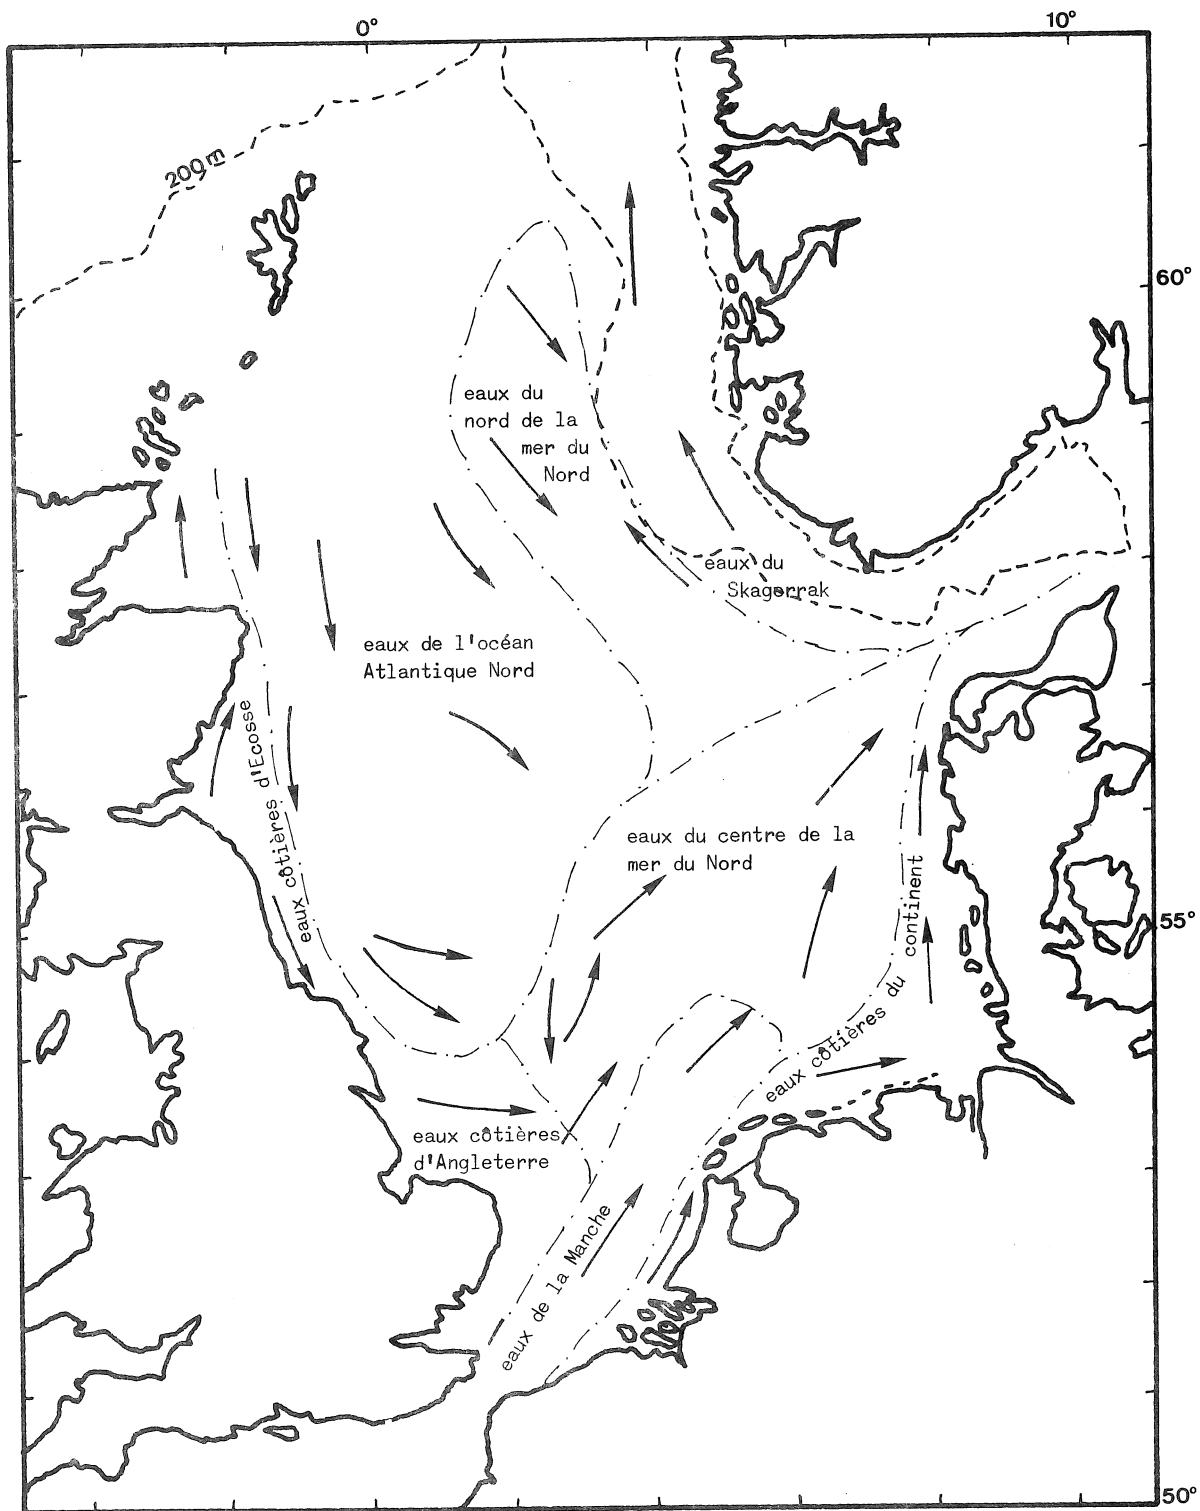 0°
10°
200m
60°
eaux du
nord de la
mer du
Nord
eaux du
Skagerrak
eaux de l'océan
Atlantique Nord
eaux côtières d'Ecosse
eaux du centre de la
mer du Nord
55°
eaux côtières du continent
eaux côtières
d'Angleterre
eaux de la Manche
50°